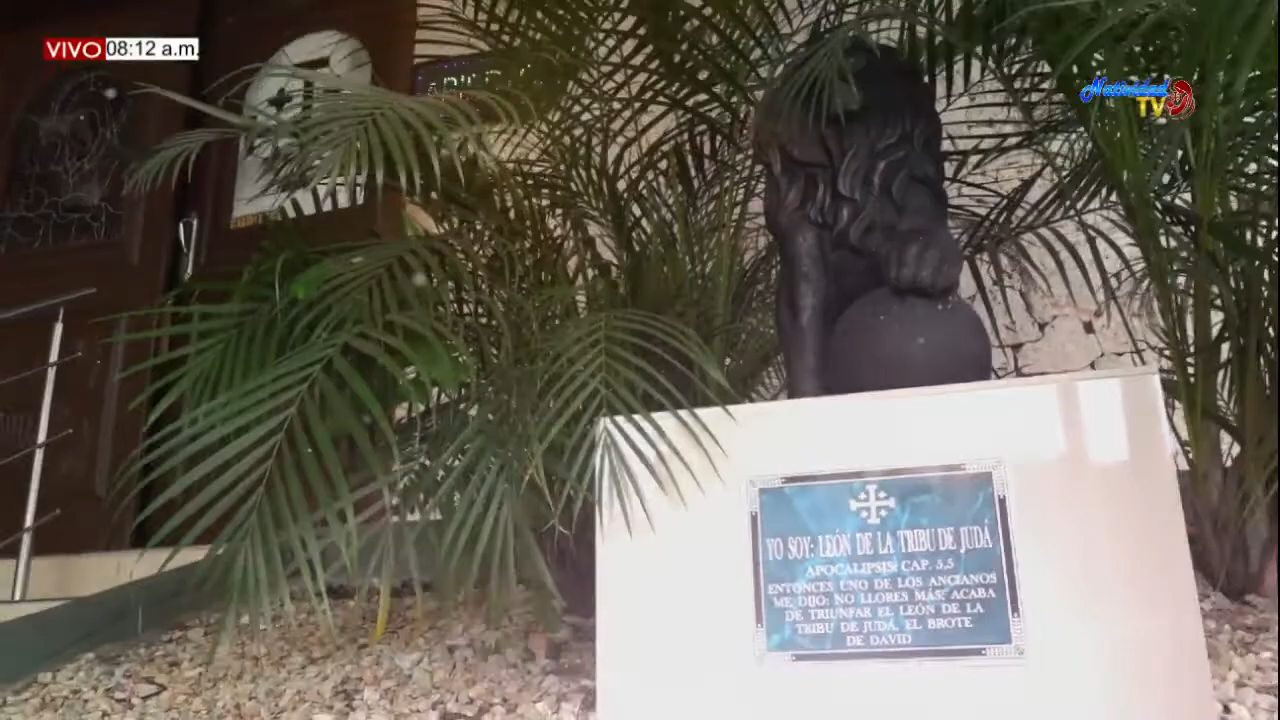 VIVO 08:12 a.m.
Natividad
TV
YO SOY: LEÓN DE LA TRIBU DE JUDÁ
APOCALIPSIS: CAP. 5,5
ENTONCES UNO DE LOS ANCIANOS
ME DIJO: NO LLORES MÁS; ACABA
DE TRIUNFAR EL LEÓN DE LA
TRIBU DE JUDÁ, EL BROTE
DE DAVID